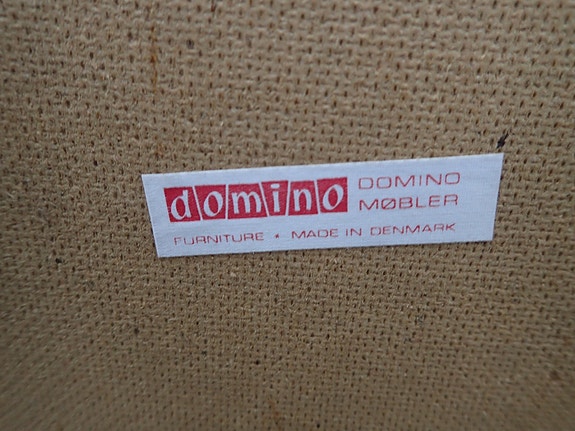 domino
DOMINO
MØBLER
FURNITURE • MADE IN DENMARK